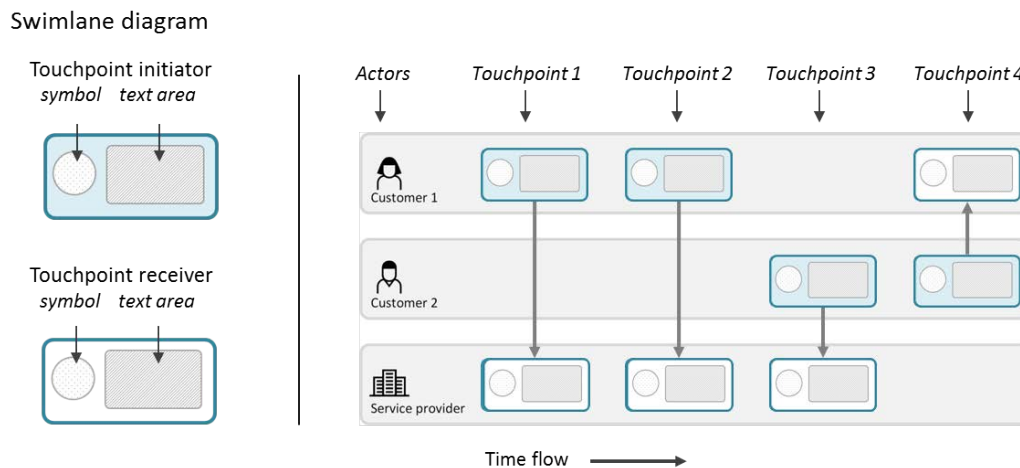 Swimlane diagram
Touchpoint initiator
symbol text area
Touchpoint receiver
symbol text area
Actors Touchpoint 1 Touchpoint 2 Touchpoint 3 Touchpoint 4
Customer 1
Customer 2
Service provider
Time flow